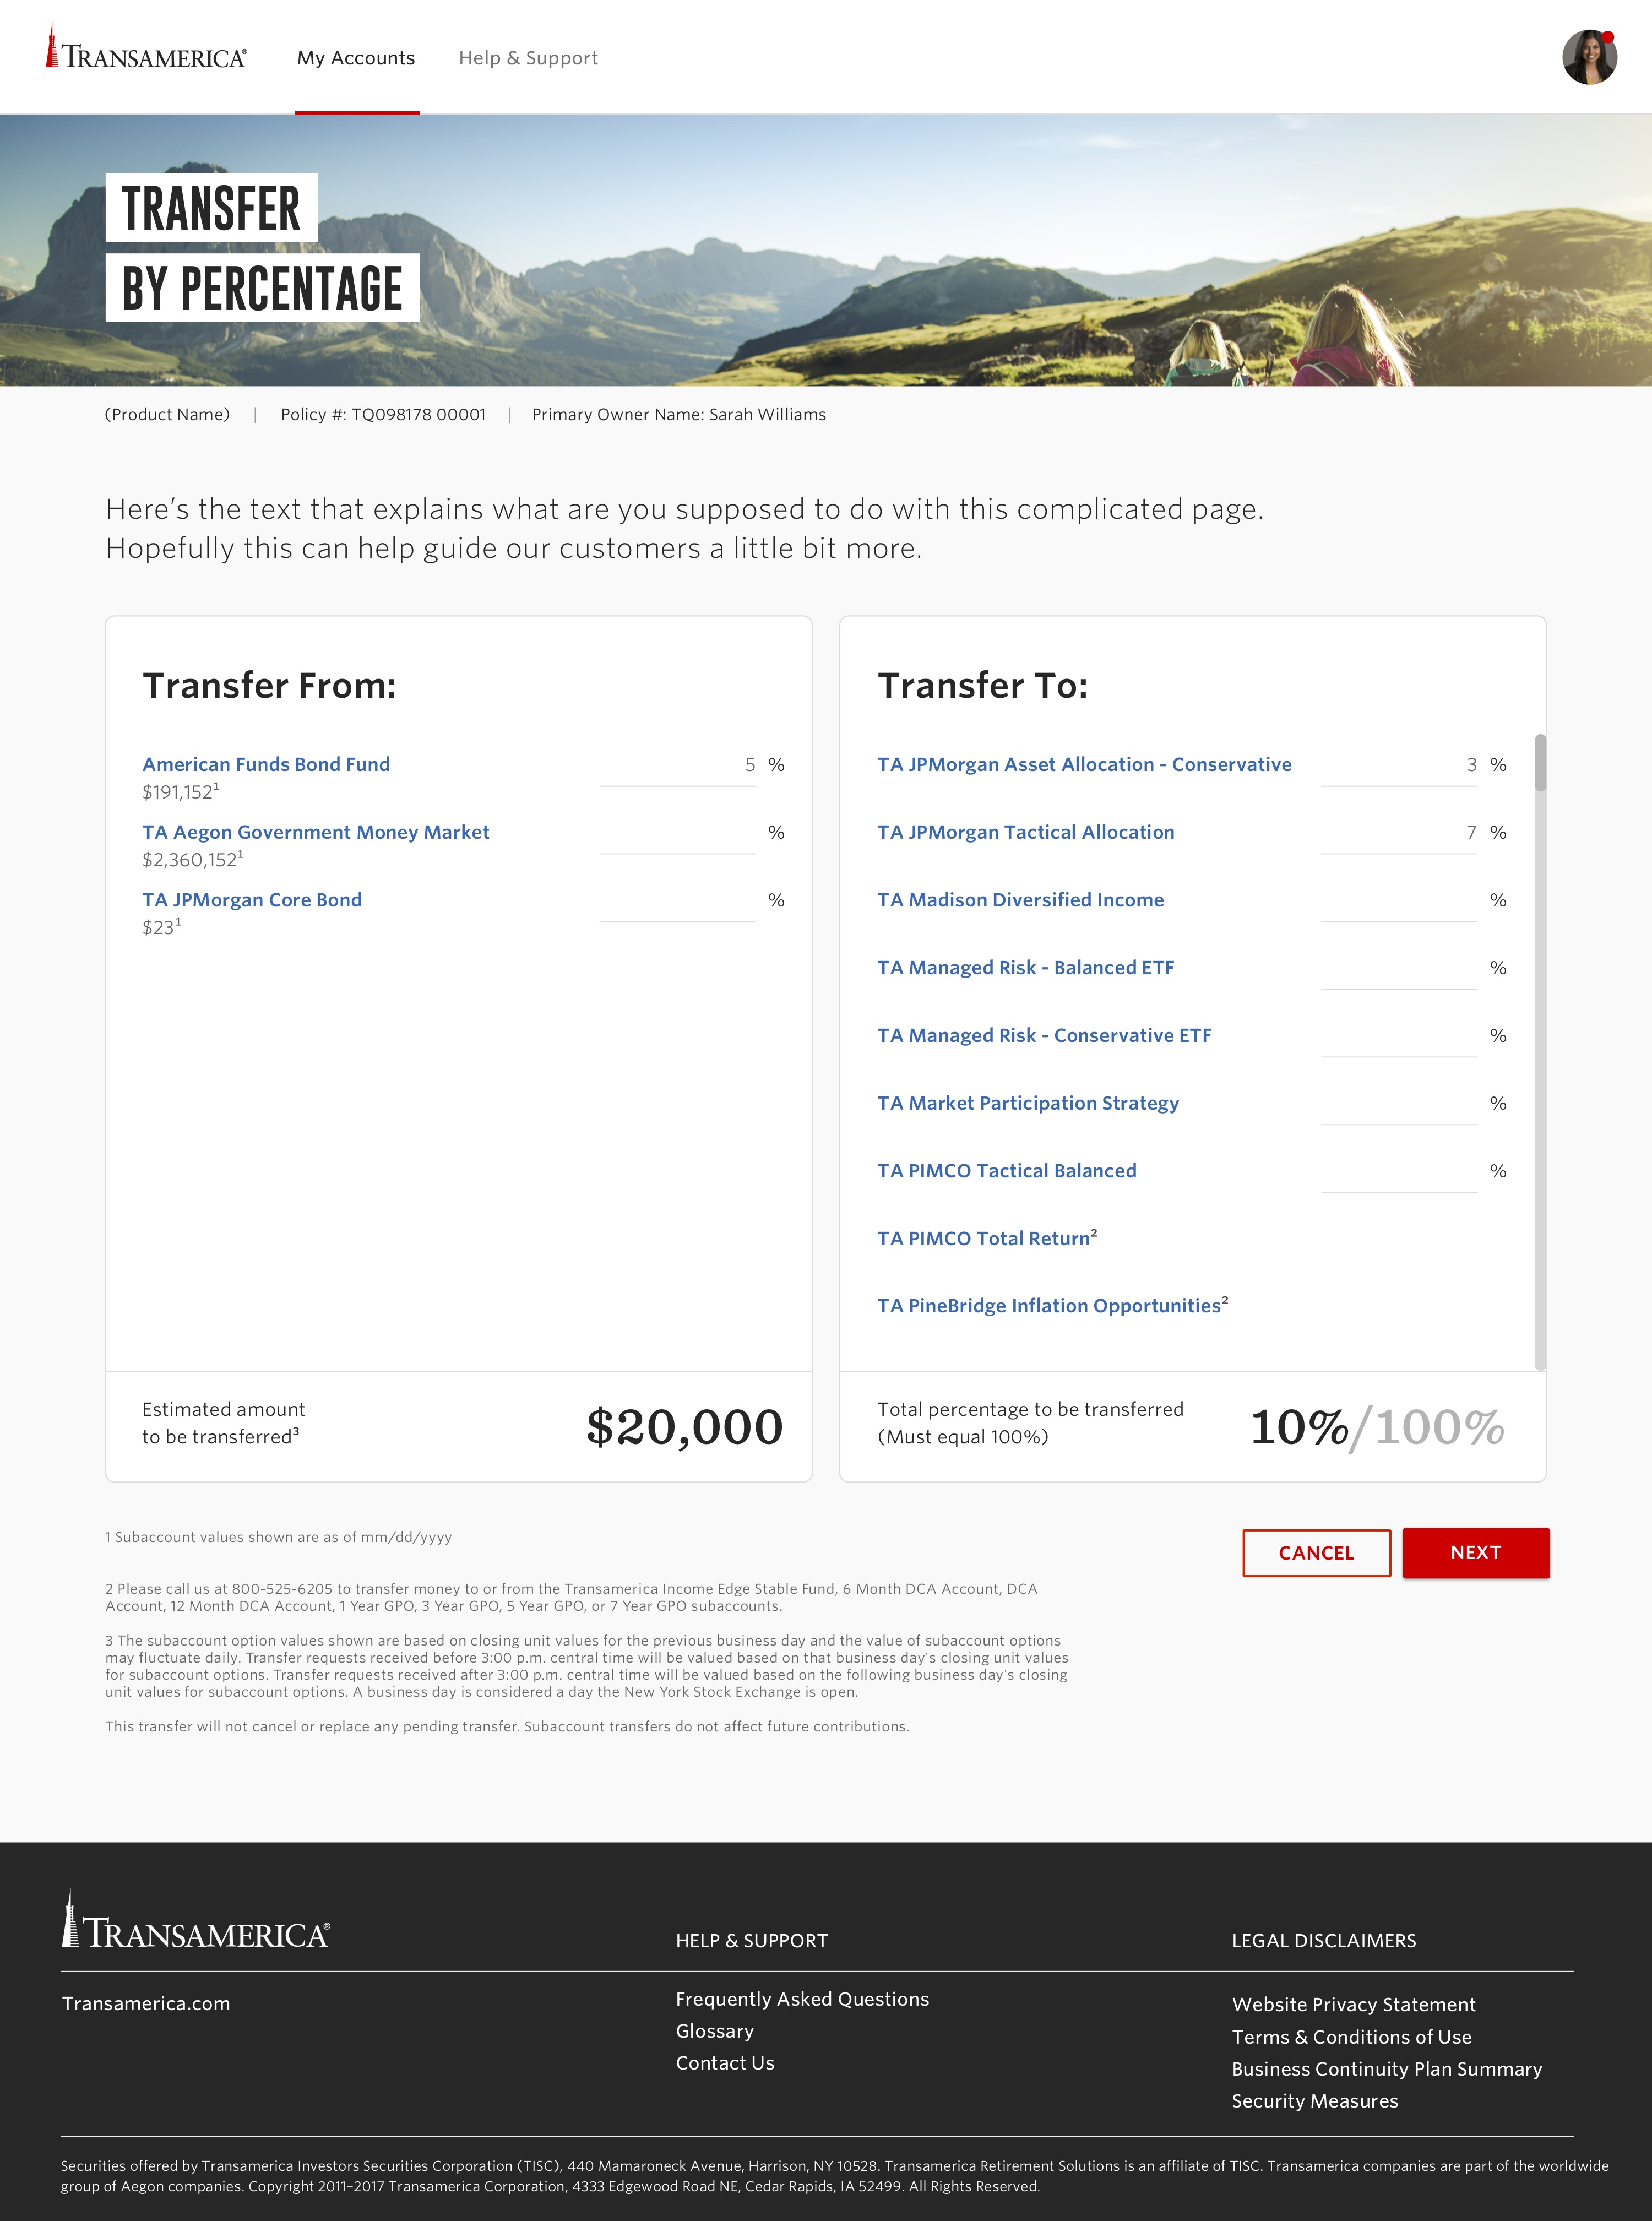 TRANSAMERICA®
My Accounts
Help & Support
TRANSFER
BY PERCENTAGE
(Product Name) | Policy #: TQ098178 00001 | Primary Owner Name: Sarah Williams
Here’s the text that explains what are you supposed to do with this complicated page.
Hopefully this can help guide our customers a little bit more.
Transfer From:
American Funds Bond Fund 5 %
$191,152¹
TA Aegon Government Money Market %
$2,360,152¹
TA JPMorgan Core Bond %
$23¹
Estimated amount
to be transferred³
$20,000
Transfer To:
TA JPMorgan Asset Allocation - Conservative 3 %
TA JPMorgan Tactical Allocation 7 %
TA Madison Diversified Income %
TA Managed Risk - Balanced ETF %
TA Managed Risk - Conservative ETF %
TA Market Participation Strategy %
TA PIMCO Tactical Balanced %
TA PIMCO Total Return²
TA PineBridge Inflation Opportunities²
Total percentage to be transferred
(Must equal 100%)
10%/100%
1 Subaccount values shown are as of mm/dd/yyyy
CANCEL
NEXT
2 Please call us at 800-525-6205 to transfer money to or from the Transamerica Income Edge Stable Fund, 6 Month DCA Account, DCA
Account, 12 Month DCA Account, 1 Year GPO, 3 Year GPO, 5 Year GPO, or 7 Year GPO subaccounts.
3 The subaccount option values shown are based on closing unit values for the previous business day and the value of subaccount options
may fluctuate daily. Transfer requests received before 3:00 p.m. central time will be valued based on that business day's closing unit values
for subaccount options. Transfer requests received after 3:00 p.m. central time will be valued based on the following business day's closing
unit values for subaccount options. A business day is considered a day the New York Stock Exchange is open.
This transfer will not cancel or replace any pending transfer. Subaccount transfers do not affect future contributions.
TRANSAMERICA®
Transamerica.com
HELP & SUPPORT
Frequently Asked Questions
Glossary
Contact Us
LEGAL DISCLAIMERS
Website Privacy Statement
Terms & Conditions of Use
Business Continuity Plan Summary
Security Measures
Securities offered by Transamerica Investors Securities Corporation (TISC), 440 Mamaroneck Avenue, Harrison, NY 10528. Transamerica Retirement Solutions is an affiliate of TISC. Transamerica companies are part of the worldwide
group of Aegon companies. Copyright 2011–2017 Transamerica Corporation, 4333 Edgewood Road NE, Cedar Rapids, IA 52499. All Rights Reserved.